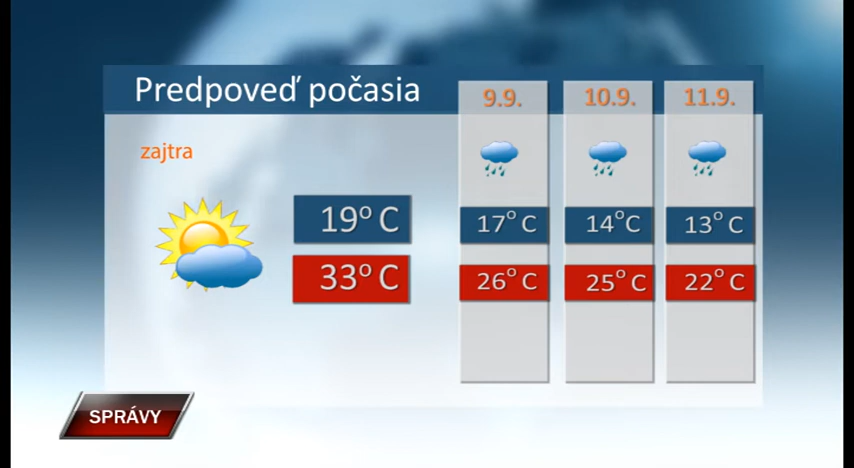 Predpoveď počasia
zajtra
19° C
33° C
9.9.
17° C
26° C
10.9.
14°C
25° C
11.9.
13° C
22° C
SPRÁVY